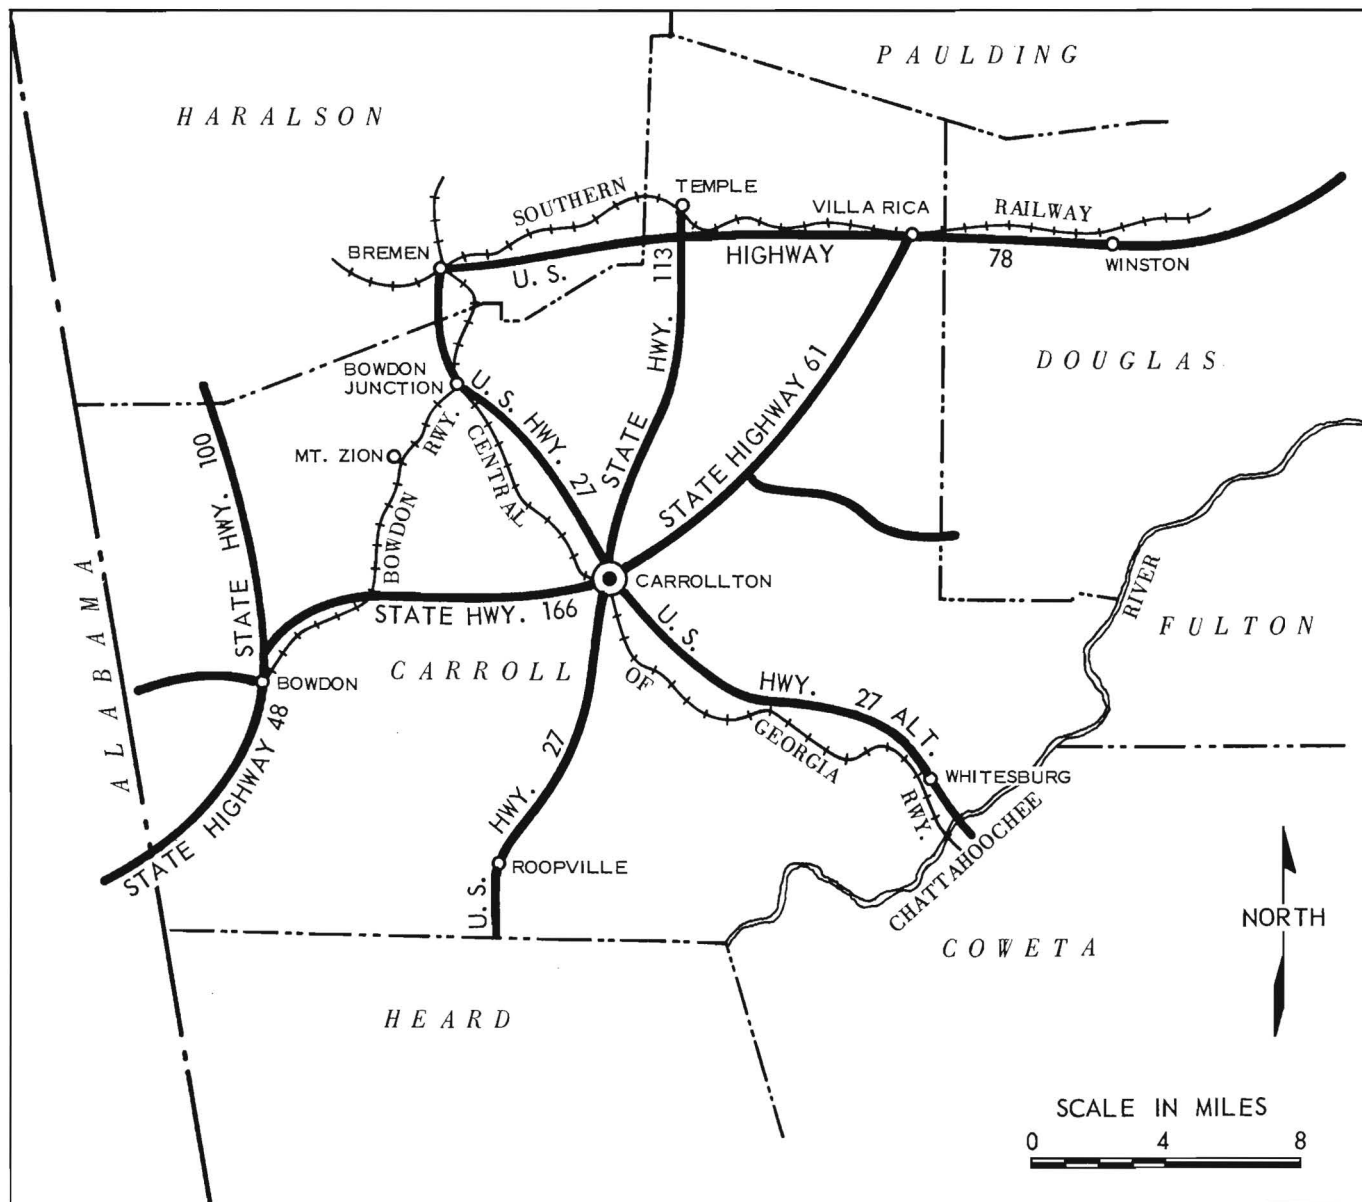 PAULDING
HARALSON
SOUTHERN
TEMPLE
VILLA RICA
RAILWAY
BREMEN
U. S.
HIGHWAY
78
WINSTON
STATE HWY. 113
BOWDON
JUNCTION
U. S. HWY. 27
STATE HIGHWAY 61
DOUGLAS
STATE HWY. 100
MT. ZION
BOWDON RWY.
CENTRAL
ALABAMA
CARROLLTON
STATE HWY. 166
RIVER
FULTON
CARROLL
BOWDON
U. S.
HWY.
27 ALT.
OF
GEORGIA
RWY.
STATE HIGHWAY 48
U. S. HWY. 27
WHITESBURG
CHATTAHOOCHEE
ROOPVILLE
NORTH
COWETA
HEARD
SCALE IN MILES
0 4 8